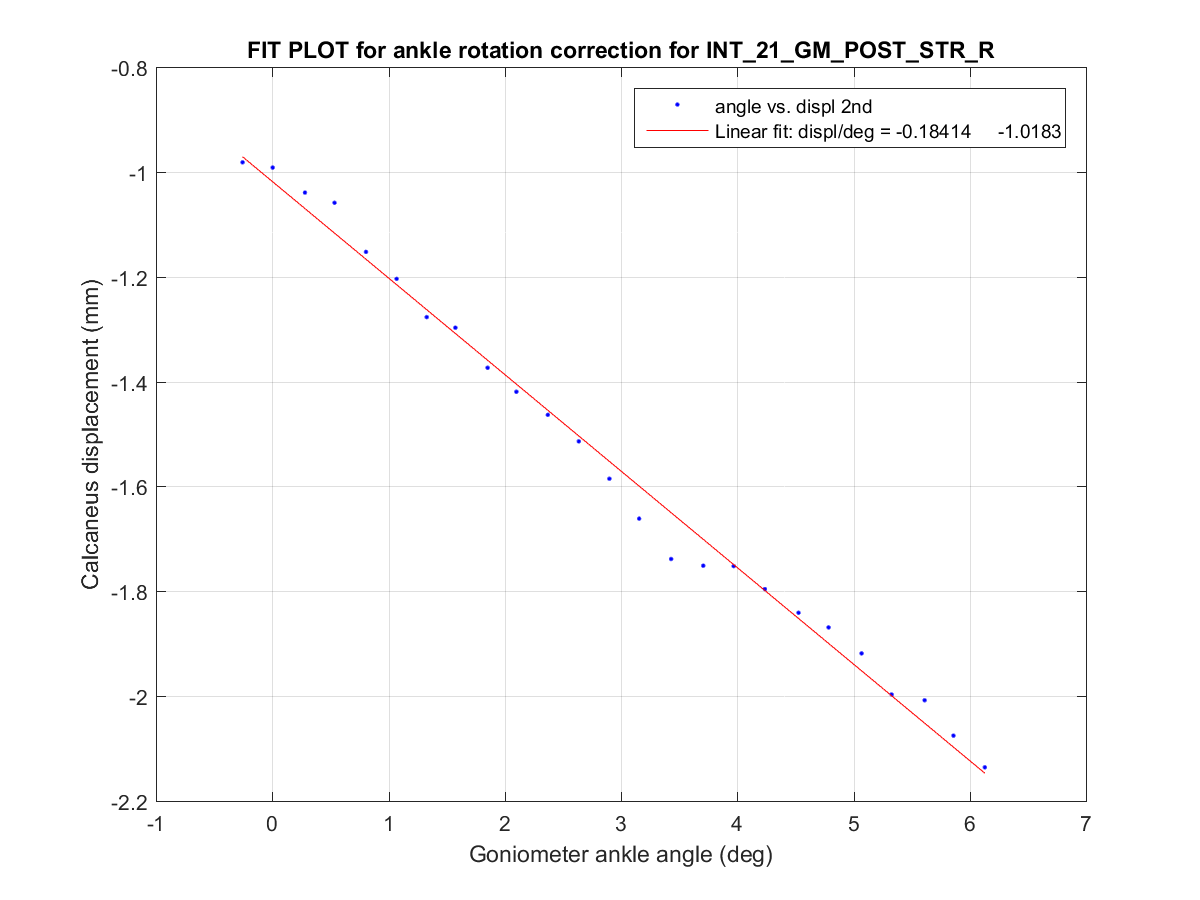 FIT PLOT for ankle rotation correction for INT_21_GM_POST_STR_R
-0.8
angle vs. displ 2nd
Linear fit: displ/deg = -0.18414 -1.0183
-1
-1.2
-1.4
-1.6
-1.8
-2
-2.2
Calcaneus displacement (mm)
-1 0 1 2 3 4 5 6 7
Goniometer ankle angle (deg)